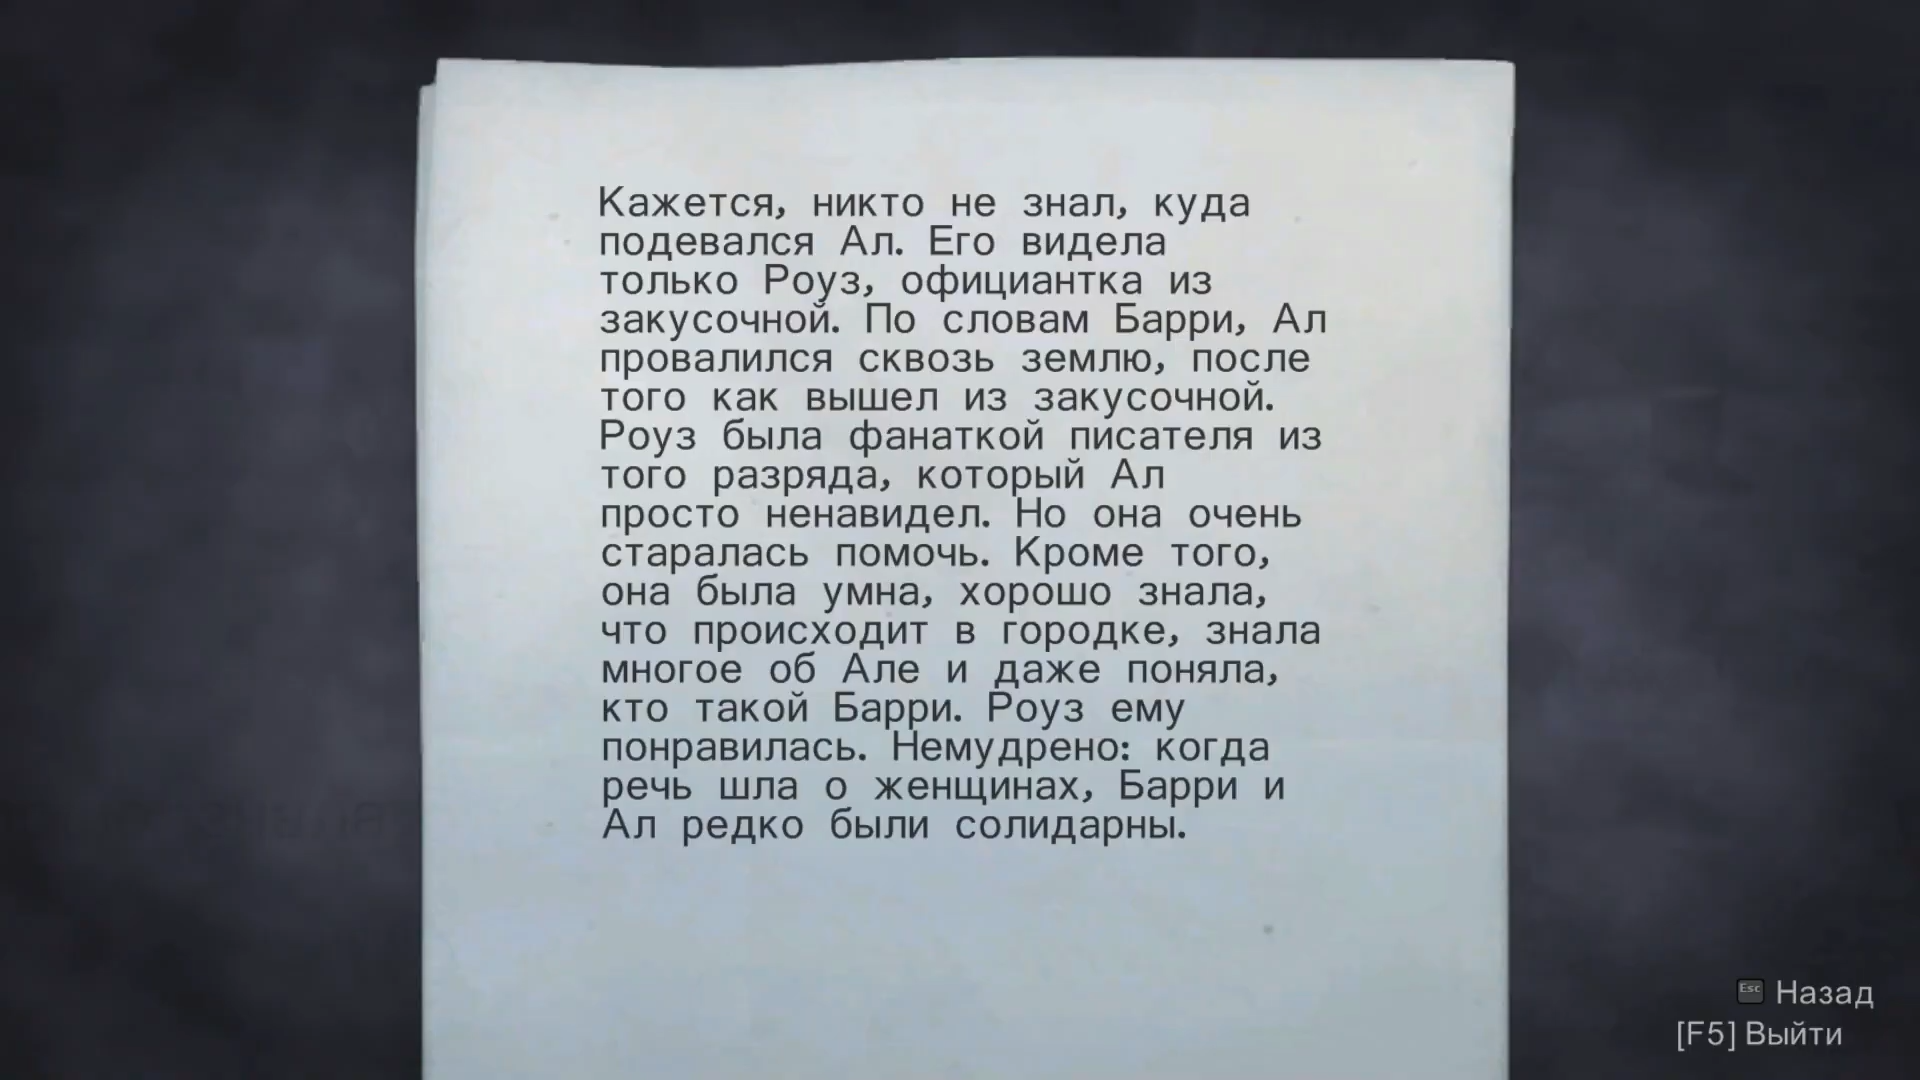 Кажется, никто не знал, куда
подевался Ал. Его видела
только Роуз, официантка из
закусочной. По словам Барри, Ал
провалился сквозь землю, после
того как вышел из закусочной.
Роуз была фанаткой писателя из
того разряда, который Ал
просто ненавидел. Но она очень
старалась помочь. Кроме того,
она была умна, хорошо знала,
что происходит в городке, знала
многое об Але и даже поняла,
кто такой Барри. Роуз ему
понравилась. Немудрено: когда
речь шла о женщинах, Барри и
Ал редко были солидарны.
Esc Назад
[F5] Выйти